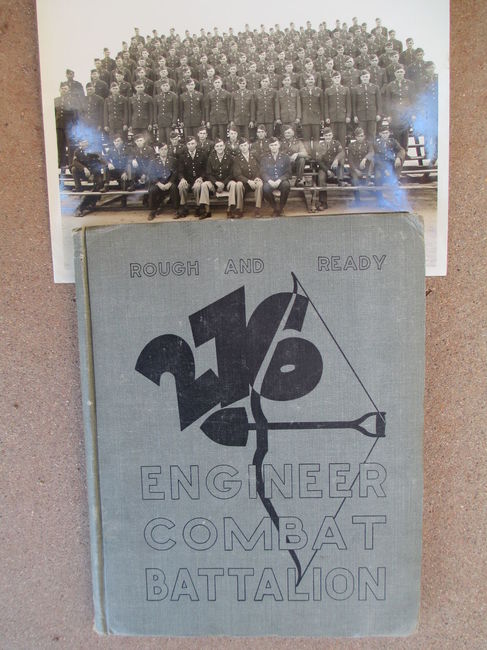 ROUGH AND READY
276
ENGINEER
COMBAT
BATTALION